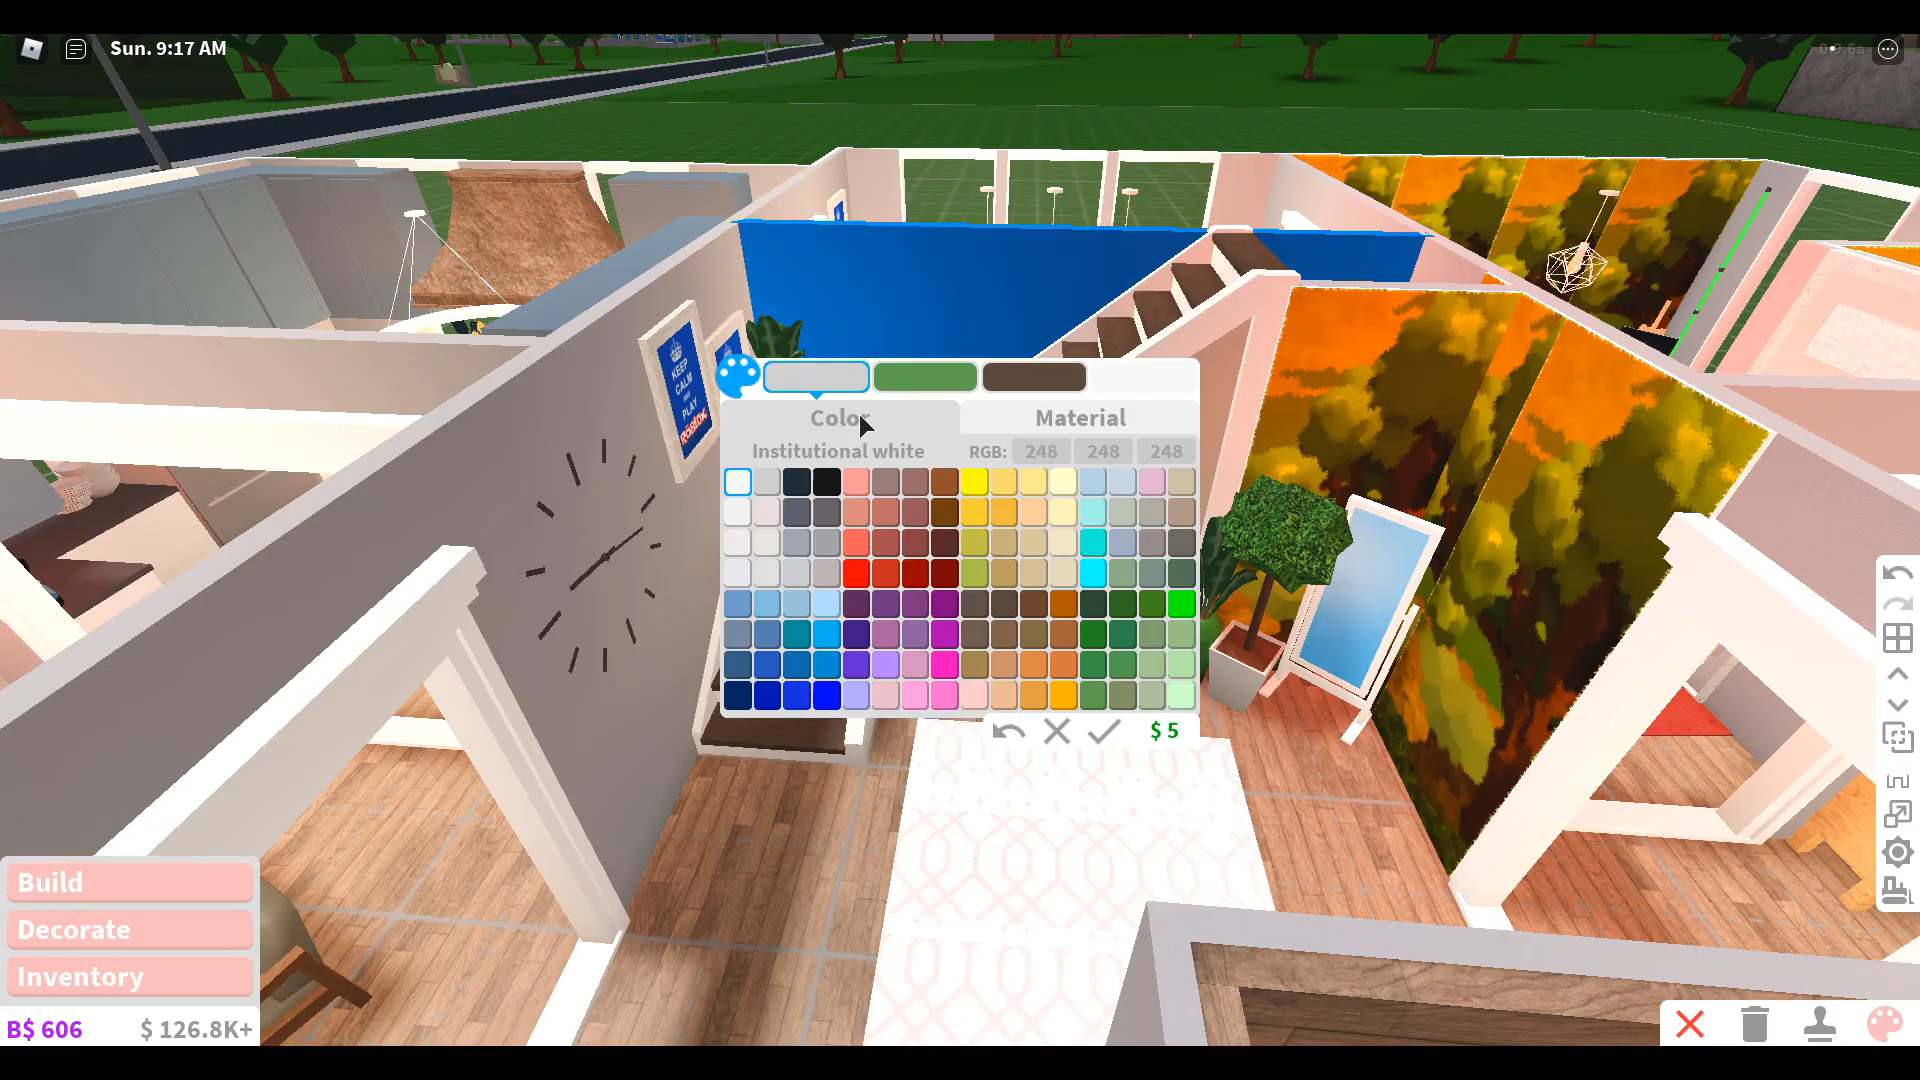 Sun. 9:17 AM
KEEP
CALM
AND
PLAY
ROBLOX
Color
Material
Institutional white
RGB: 248 248 248
$ 5
Build
Decorate
Inventory
B$ 606
$ 126.8K+